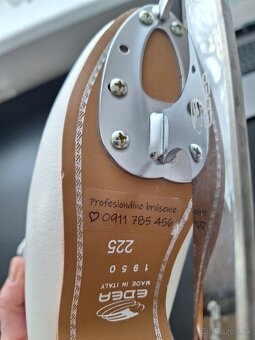 Profesionálne brúsenie
♡ 0911 785 456
225
1950
MADE IN ITALY
EDEA